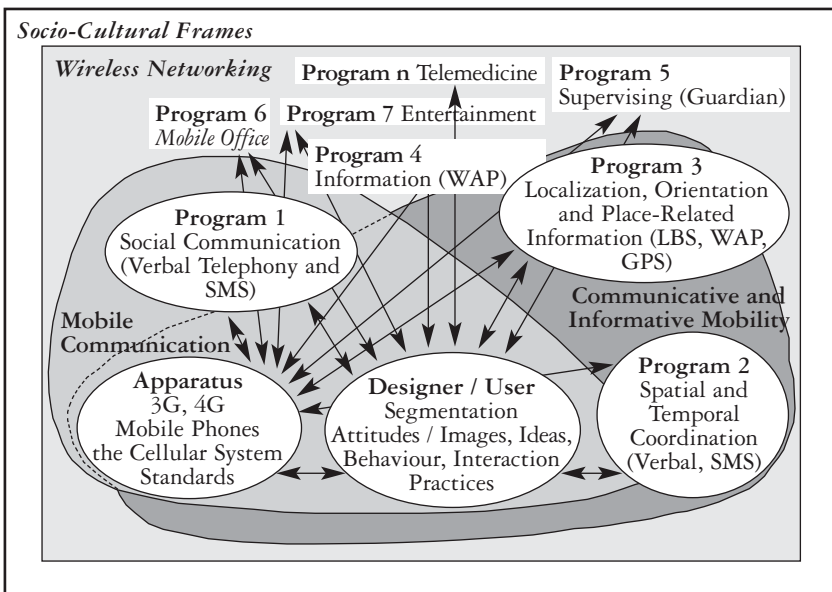 Socio-Cultural Frames
Wireless Networking
Program n Telemedicine
Program 5
Supervising (Guardian)
Program 6
Mobile Office
Program 7 Entertainment
Program 4
Information (WAP)
Program 3
Localization, Orientation
and Place-Related
Information (LBS, WAP,
GPS)
Program 1
Social Communication
(Verbal Telephony and
SMS)
Mobile
Communication
Communicative and
Informative Mobility
Apparatus
3G, 4G
Mobile Phones
the Cellular System
Standards
Designer / User
Segmentation
Attitudes / Images, Ideas,
Behaviour, Interaction
Practices
Program 2
Spatial and
Temporal
Coordination
(Verbal, SMS)